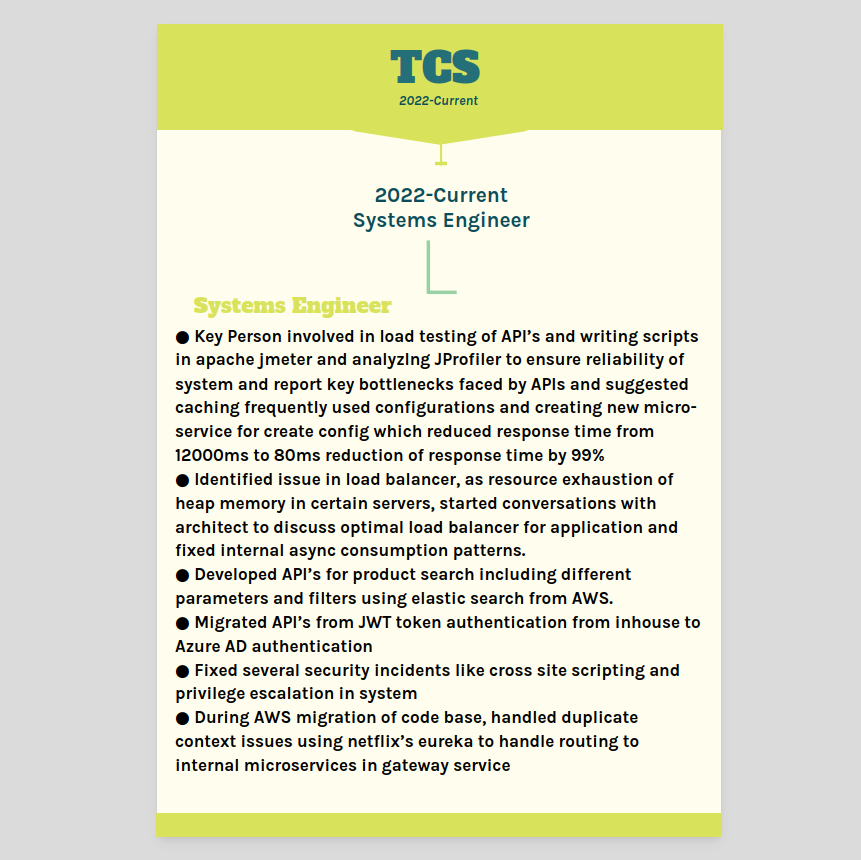 TCS
2022-Current
2022-Current
Systems Engineer
Systems Engineer
● Key Person involved in load testing of API’s and writing scripts
in apache jmeter and analyzIng JProfiler to ensure reliability of
system and report key bottlenecks faced by APIs and suggested
caching frequently used configurations and creating new micro-
service for create config which reduced response time from
12000ms to 80ms reduction of response time by 99%
● Identified issue in load balancer, as resource exhaustion of
heap memory in certain servers, started conversations with
architect to discuss optimal load balancer for application and
fixed internal async consumption patterns.
● Developed API’s for product search including different
parameters and filters using elastic search from AWS.
● Migrated API’s from JWT token authentication from inhouse to
Azure AD authentication
● Fixed several security incidents like cross site scripting and
privilege escalation in system
● During AWS migration of code base, handled duplicate
context issues using netflix’s eureka to handle routing to
internal microservices in gateway service